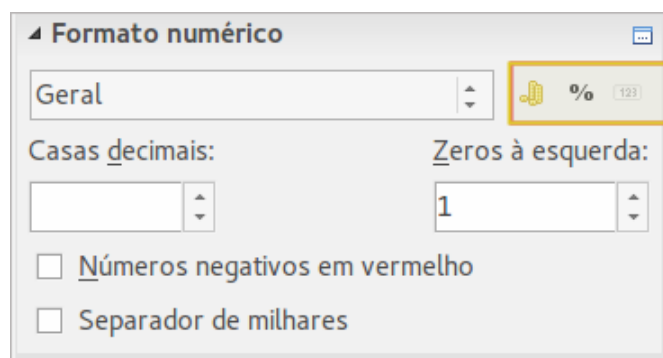 Formato numérico
Geral % 123
Casas decimais: Zeros à esquerda:
1
Números negativos em vermelho
Separador de milhares